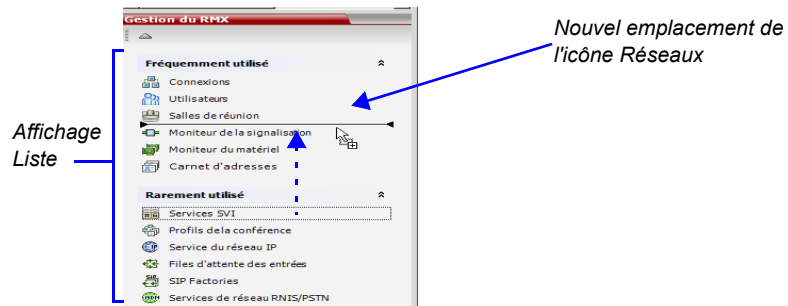 Gestion du RMX
Nouvel emplacement de
l'icône Réseaux
Fréquemment utilisé
Connexions
Utilisateurs
Salles de réunion
Moniteur de la signalisation
Moniteur du matériel
Carnet d'adresses
Affichage
Liste
Rarement utilisé
Services SVI
Profils de la conférence
Service du réseau IP
Files d'attente des entrées
SIP Factories
Services de réseau RNIS/PSTN